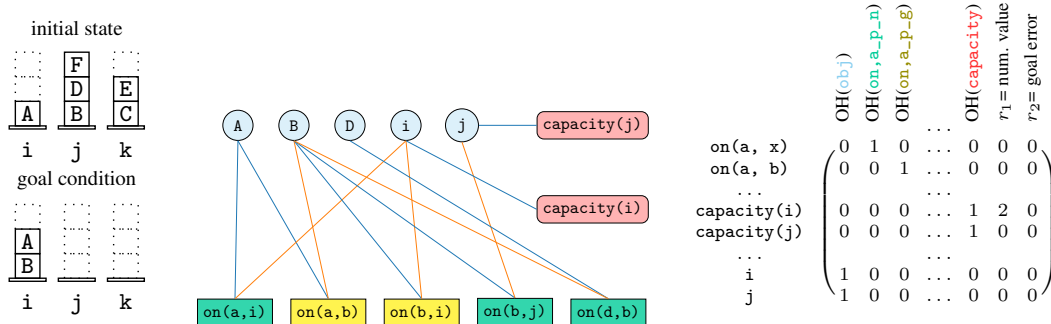 initial state
F
D E
A B C
i j k
goal condition
A
B
i j k
A B D i j capacity(j)
capacity(i)
on(a,i) on(a,b) on(b,i) on(b,j) on(d,b)
OH(obj) OH(on,a_p_n) OH(on,a_p_g) ... OH(capacity) r1= num. value r2= goal error
on(a, x) 0 1 0 ... 0 0 0
on(a, b) 0 0 1 ... 0 0 0
... ...
capacity(i) 0 0 0 ... 1 2 0
capacity(j) 0 0 0 ... 1 0 0
... ...
i 1 0 0 ... 0 0 0
j 1 0 0 ... 0 0 0